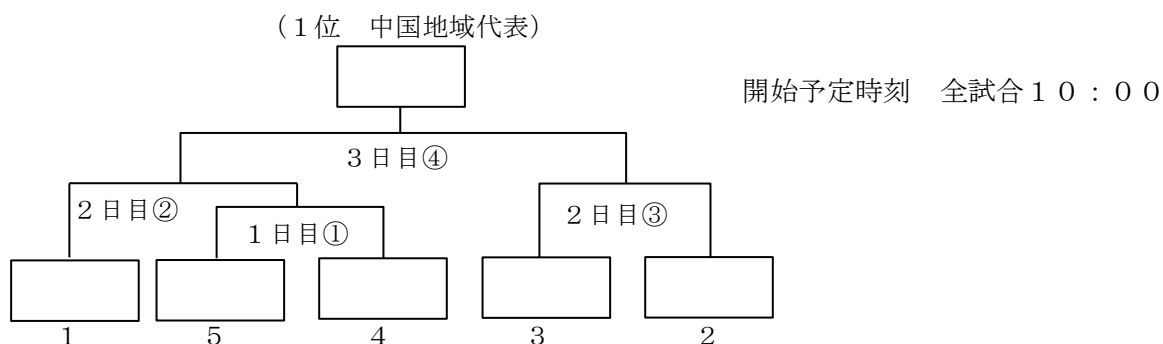 （１位　中国地域代表）
開始予定時刻　全試合１０：００
３日目④
２日目②
２日目③
１日目①
１
５
４
３
２